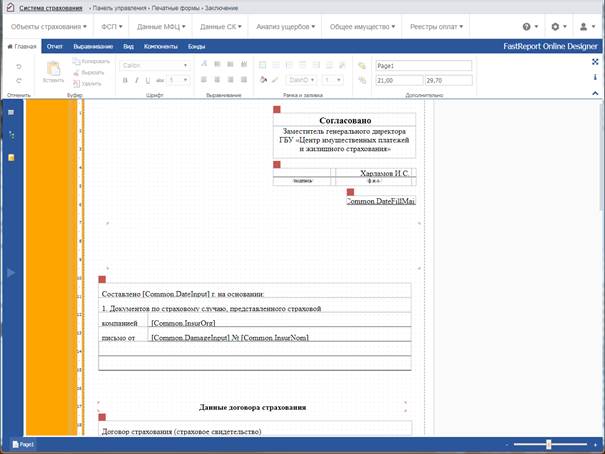 Система страхования › Панель управления › Печатные формы › Заключение
Объекты страхования ФСП Данные МФЦ Данные СК Анализ ущербов Общее имущество Реестры оплат
Главная Отчет Выравнивание Вид Компоненты Бэнды FastReport Online Designer
Вставить
Копировать
Вырезать
Удалить
Calibri
Page1
21,00 29,70
Отменить Буфер Шрифт Выравнивание Рамка и заливка Дополнительно
Согласовано
Заместитель генерального директора
ГБУ «Центр имущественных платежей
и жилищного страхования»
Харламов И.С.
подпись ф.и.о.
Common.DateFillMai
Составлено [Common.DateInput] г. на основании:
1. Документов по страховому случаю, представленного страховой
компанией [Common.InsurOrg]
письмо от [Common.DamageInput] № [Common.InsurNom]
Данные договора страхования
Договор страхования (страховое свидетельство)
Page1